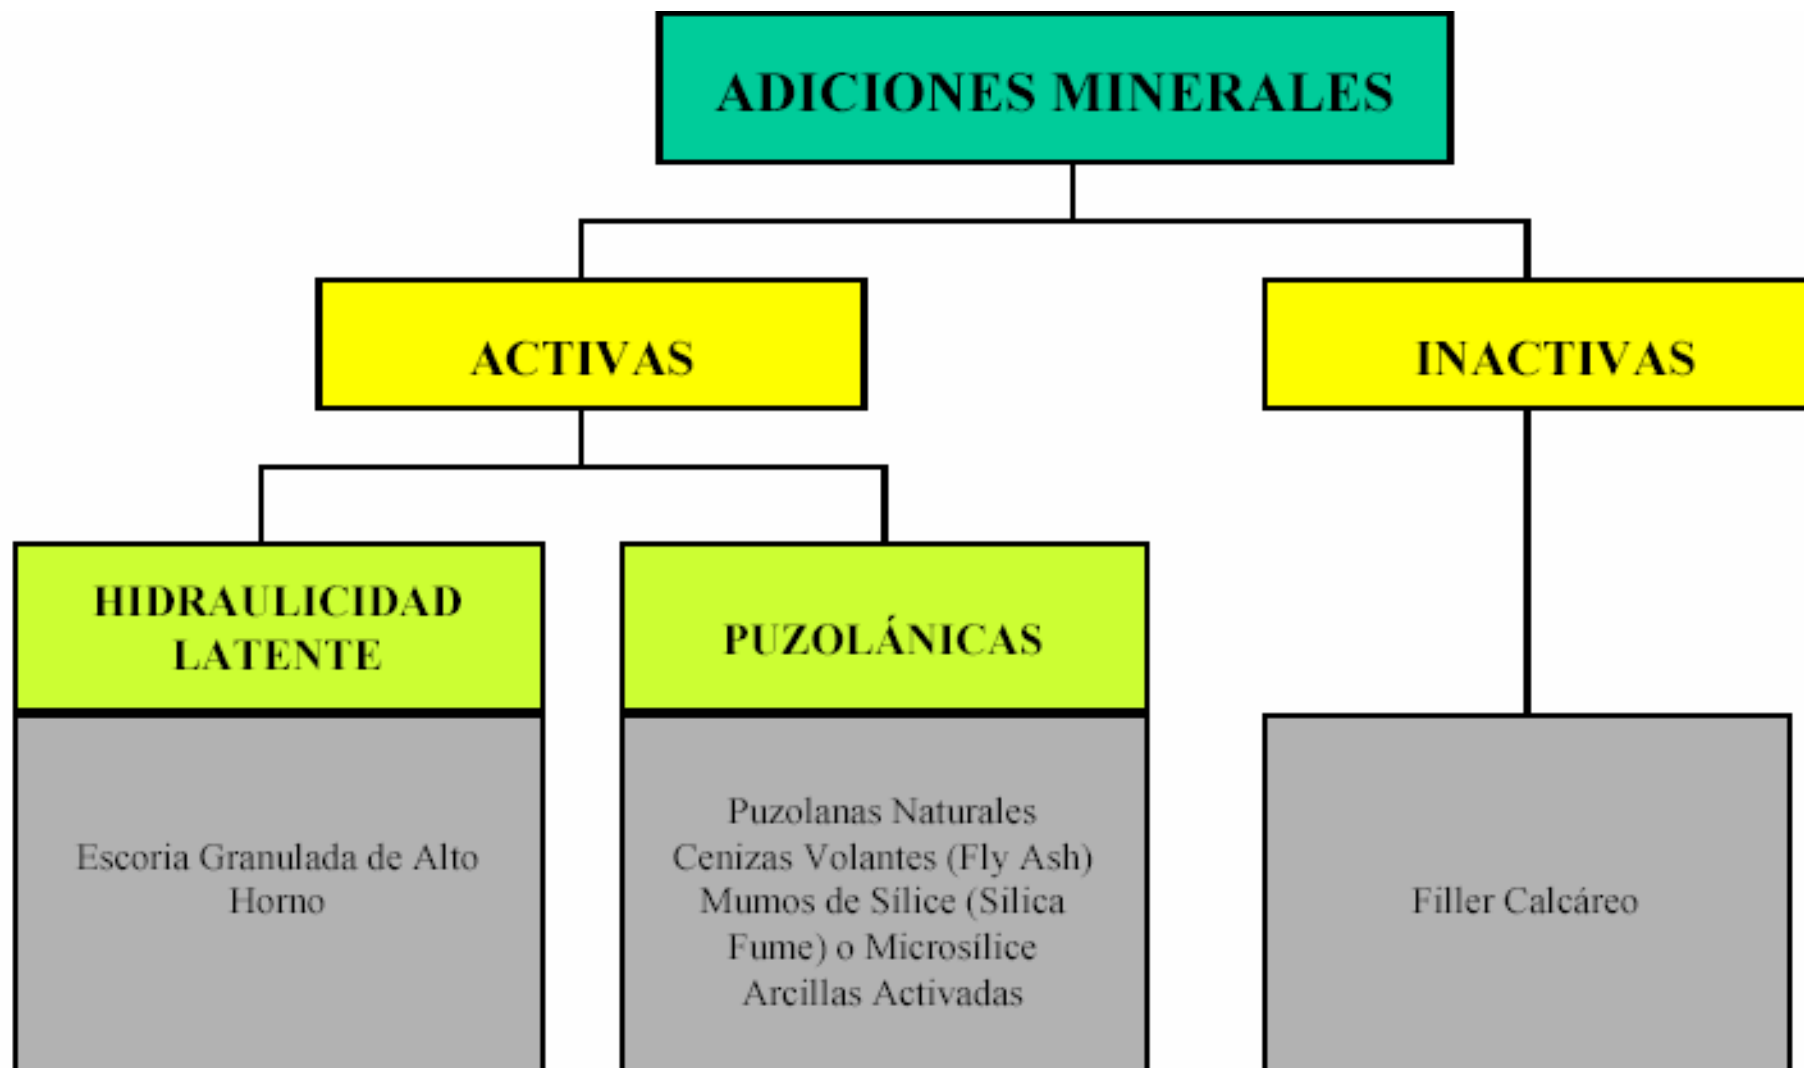 ADICIONES MINERALES
ACTIVAS
INACTIVAS
HIDRAULICIDAD
LATENTE
PUZOLÁNICAS
Escoria Granulada de Alto
Horno
Puzolanas Naturales
Cenizas Volantes (Fly Ash)
Mumos de Sílice (Silica
Fume) o Microsílice
Arcillas Activadas
Filler Calcáreo